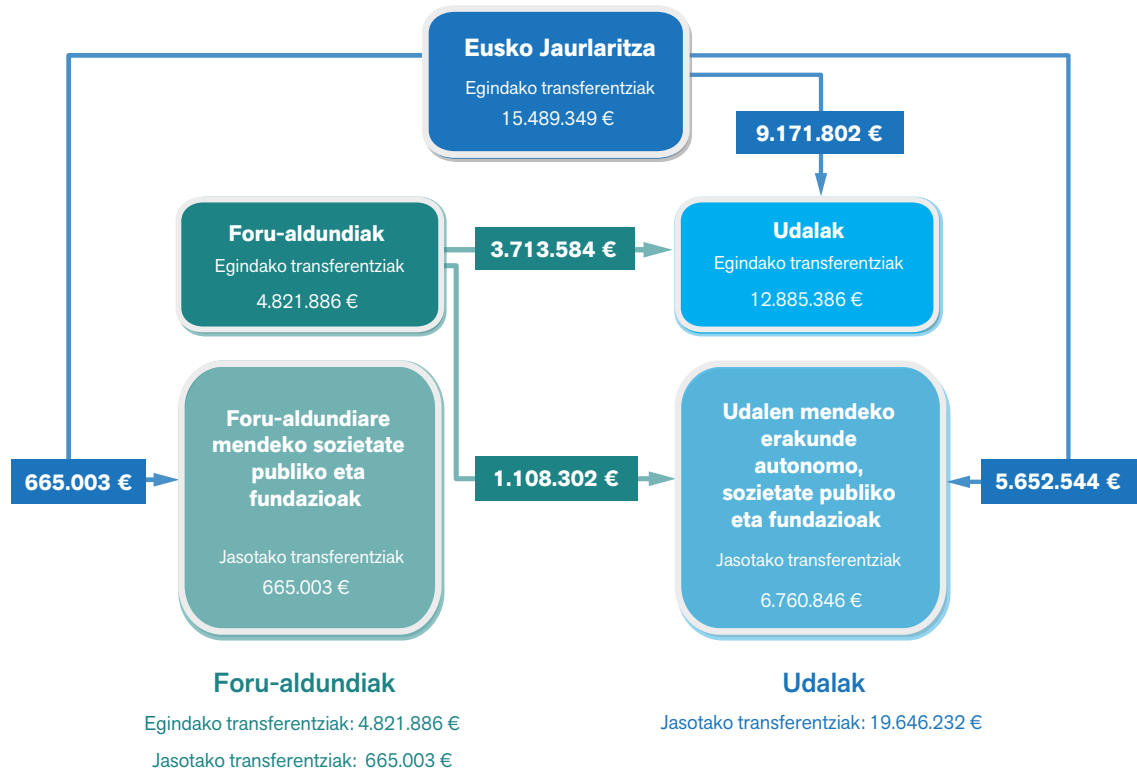 Eusko Jaurlaritza
Egindako transferentziak
15.489.349 €
9.171.802 €
Foru-aldundiak
Egindako transferentziak
4.821.886 €
3.713.584 €
Udalak
Egindako transferentziak
12.885.386 €
665.003 €
Foru-aldundiare
mendeko sozietate
publiko eta
fundazioak
Jasotako transferentziak
665.003 €
1.108.302 €
Udalen mendeko
erakunde
autonomo,
sozietate publiko
eta fundazioak
Jasotako transferentziak
6.760.846 €
5.652.544 €
Foru-aldundiak
Egindako transferentziak: 4.821.886 €
Jasotako transferentziak: 665.003 €
Udalak
Jasotako transferentziak: 19.646.232 €